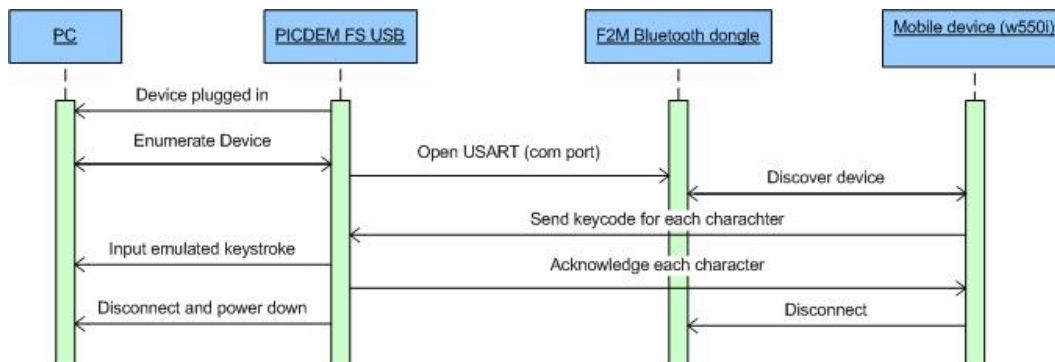 PC
PICDEM FS USB
F2M Bluetooth dongle
Mobile device (w550i)
Device plugged in
Enumerate Device
Open USART (com port)
Discover device
Send keycode for each charachter
Input emulated keystroke
Acknowledge each character
Disconnect and power down
Disconnect